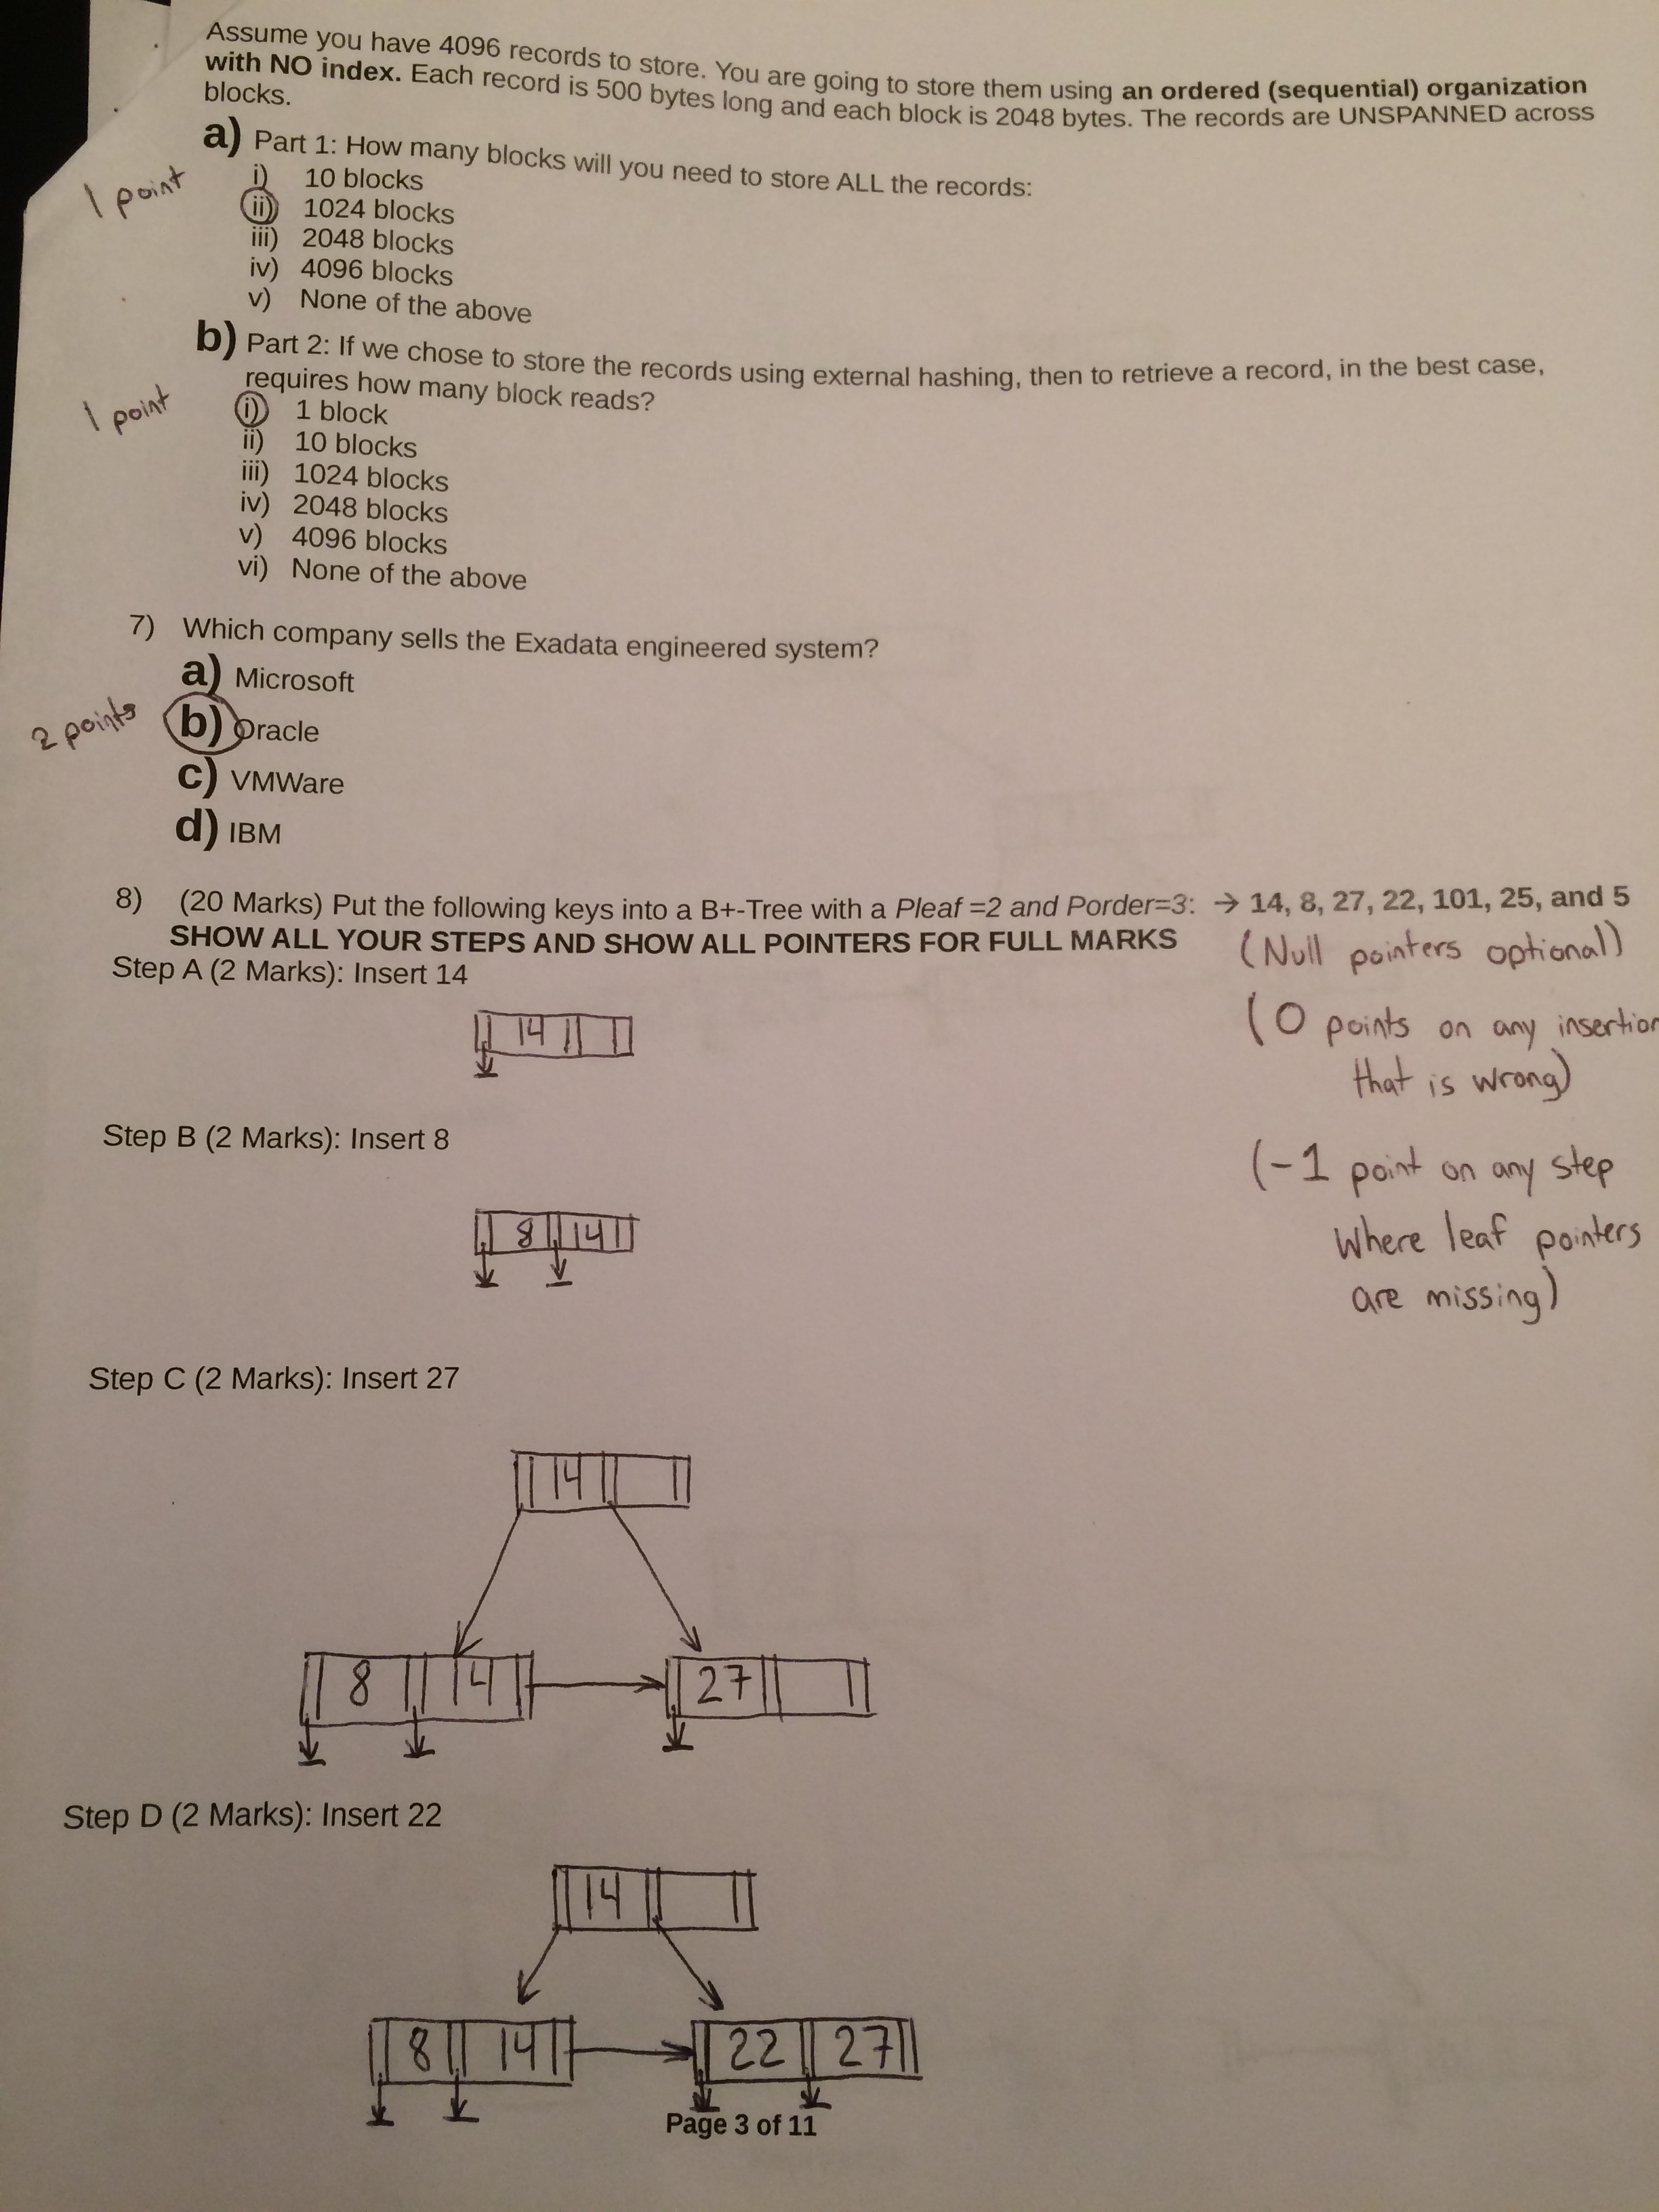 Assume you have 4096 records to store. You are going to store them using an ordered (sequential) organization
with NO index. Each record is 500 bytes long and each block is 2048 bytes. The records are UNSPANNED across
blocks.
a) Part 1: How many blocks will you need to store ALL the records:
1 point
i) 10 blocks
ii) 1024 blocks
iii) 2048 blocks
iv) 4096 blocks
v) None of the above
b) Part 2: If we chose to store the records using external hashing, then to retrieve a record, in the best case,
requires how many block reads?
1 point
i) 1 block
ii) 10 blocks
iii) 1024 blocks
iv) 2048 blocks
v) 4096 blocks
vi) None of the above
7) Which company sells the Exadata engineered system?
a) Microsoft
2 points
b) Oracle
c) VMWare
d) IBM
8) (20 Marks) Put the following keys into a B+-Tree with a Pleaf =2 and Porder=3: → 14, 8, 27, 22, 101, 25, and 5
SHOW ALL YOUR STEPS AND SHOW ALL POINTERS FOR FULL MARKS
(Null pointers optional)
Step A (2 Marks): Insert 14
(0 points on any insertion
that is wrong)
14
Step B (2 Marks): Insert 8
(-1 point on any step
where leaf pointers
are missing)
8 14
Step C (2 Marks): Insert 27
14
8 14 27
Step D (2 Marks): Insert 22
14
8 14 22 27
Page 3 of 11